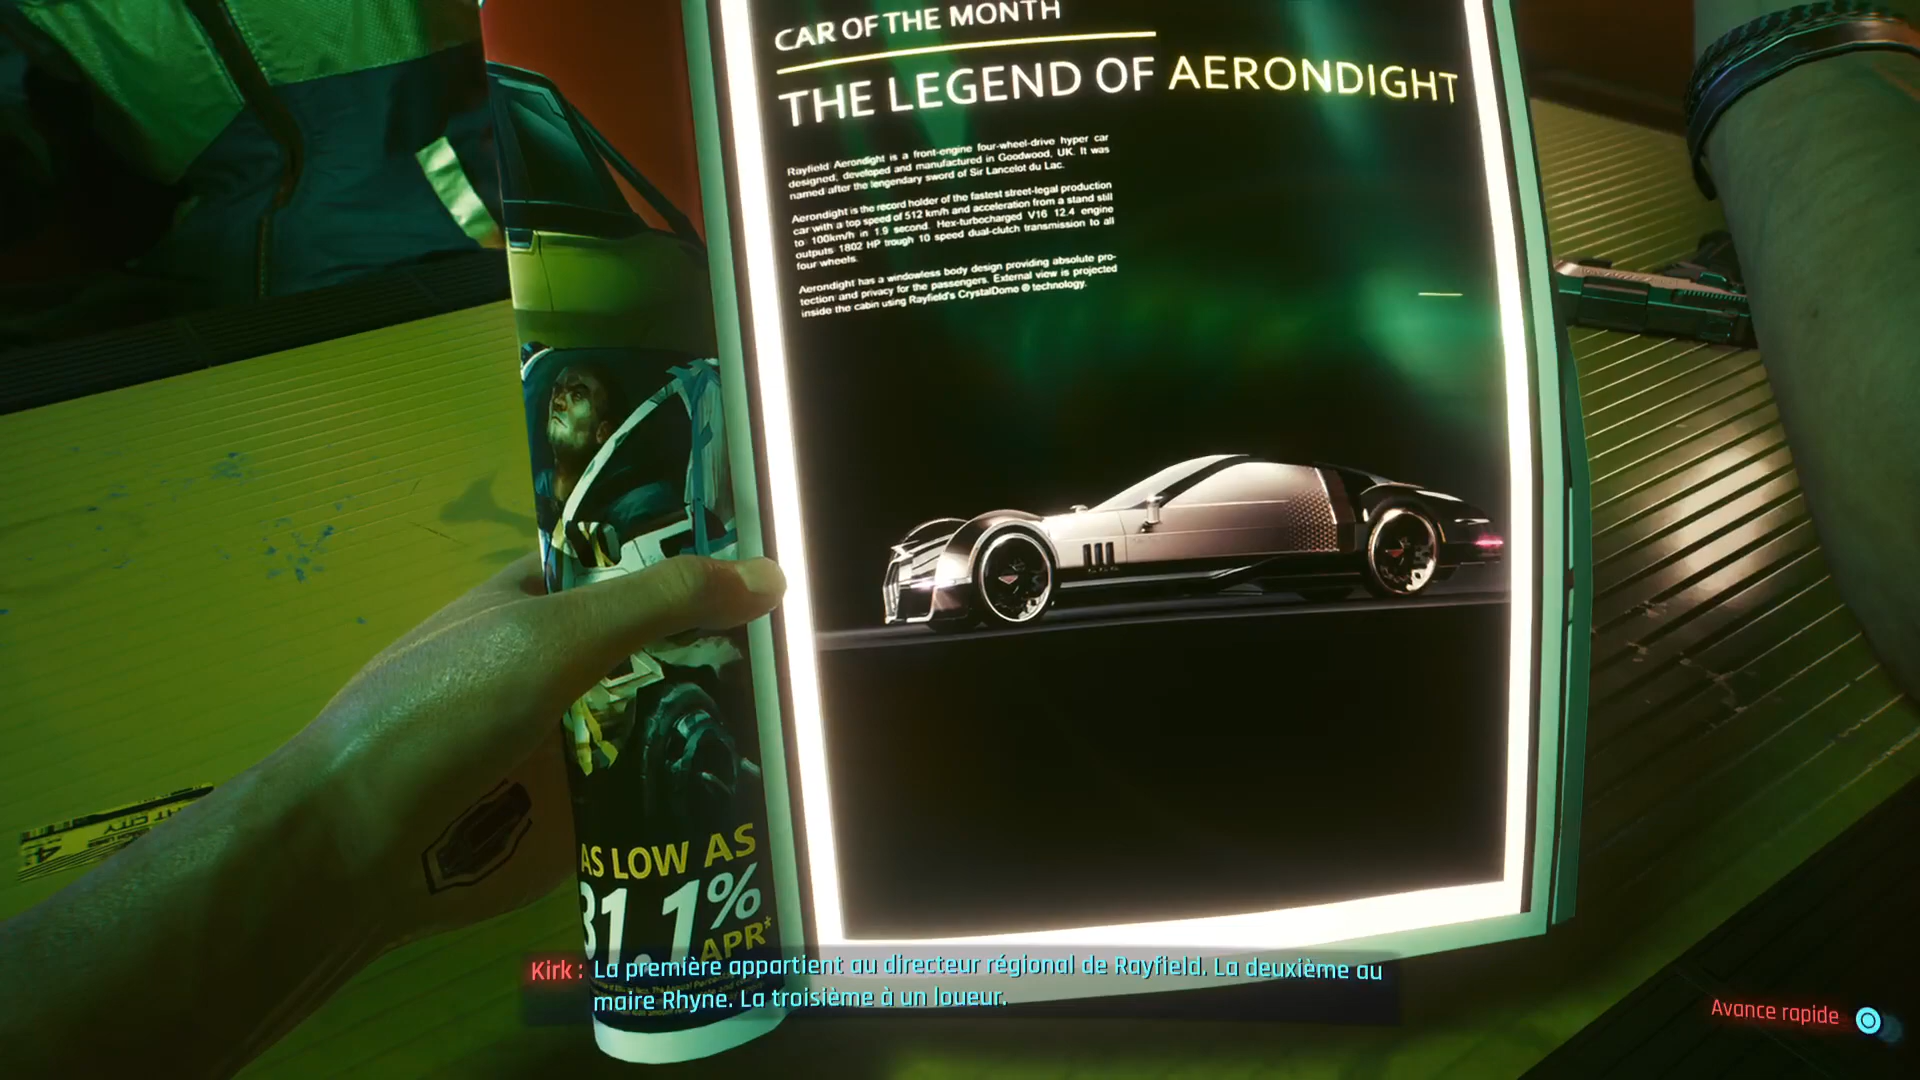 CAR OF THE MONTH
THE LEGEND OF AERONDIGHT
Rayfield Aerondight is a front-engine four-wheel-drive hyper car
designed, developed and manufactured in Goodwood, UK. It was
named after the lengendary sword of Sir Lancelot du Lac.
Aerondight is the record holder of the fastest street-legal production
car with a top speed of 512 km/h and acceleration from a stand still
to 100km/h in 1.9 second. Hex-turbocharged V16 12.4 engine
outputs 1802 HP trough 10 speed dual-clutch transmission to all
four wheels.
Aerondight has a windowless body design providing absolute pro-
tection and privacy for the passengers. External view is projected
inside the cabin using Rayfield's CrystalDome ® technology.
AS LOW AS
31.1%
APR*
Kirk : La première appartient au directeur régional de Rayfield. La deuxième au
maire Rhyne. La troisième à un loueur.
Avance rapide